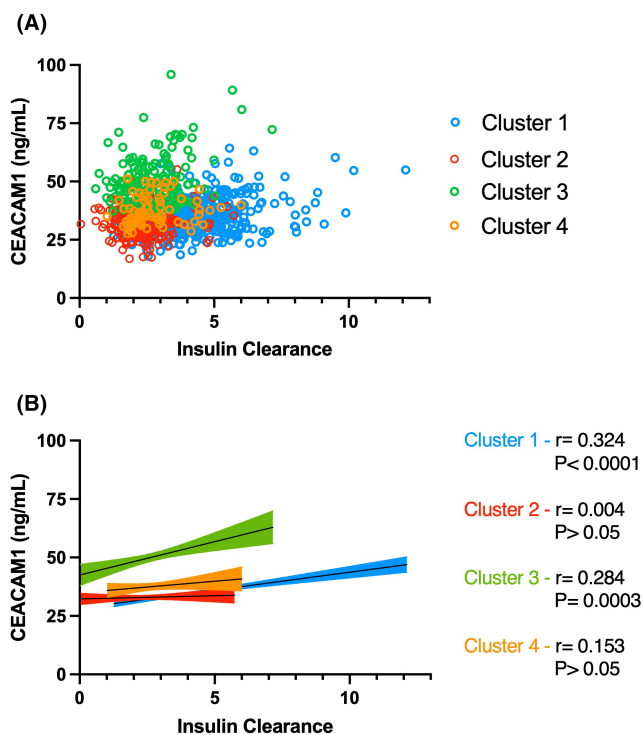 (A)
100
75
50
25
0
CEACAM1 (ng/mL)
0
5
10
Insulin Clearance
Cluster 1
Cluster 2
Cluster 3
Cluster 4
(B)
100
75
50
25
0
CEACAM1 (ng/mL)
0
5
10
Insulin Clearance
Cluster 1 - r= 0.324
P< 0.0001
Cluster 2 - r= 0.004
P> 0.05
Cluster 3 - r= 0.284
P= 0.0003
Cluster 4 - r= 0.153
P> 0.05